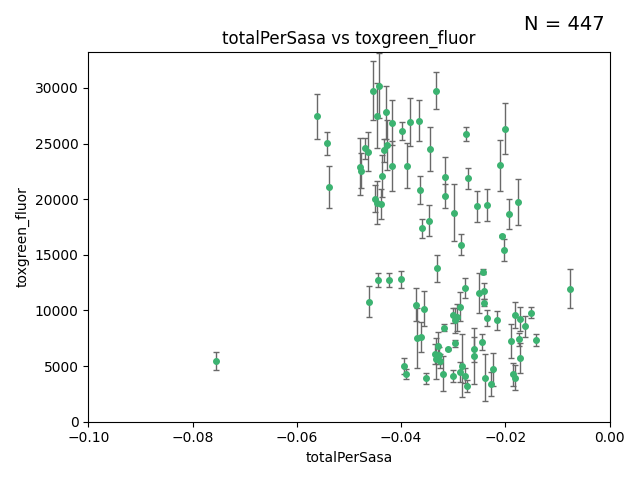 N = 447
totalPerSasa vs toxgreen_fluor
30000
25000
20000
15000
10000
5000
0
toxgreen_fluor
−0.10 −0.08 −0.06 −0.04 −0.02 0.00
totalPerSasa